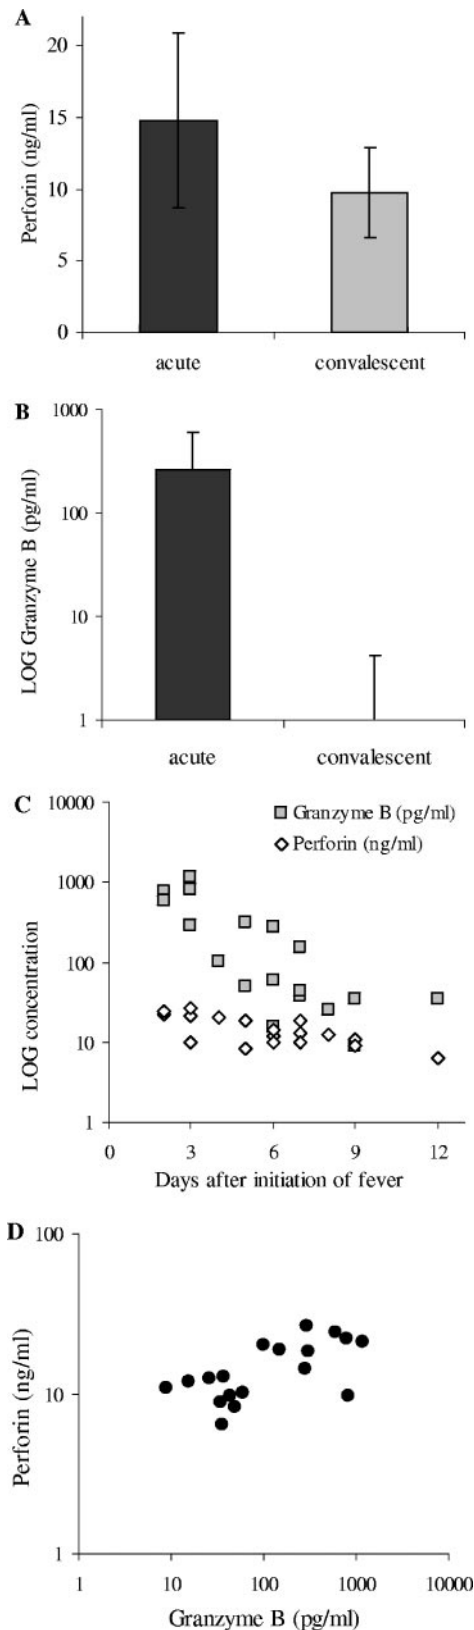 A
Perforin (ng/ml)
20
15
10
5
0
acute convalescent
B
LOG Granzyme B (pg/ml)
1000
100
10
1
acute convalescent
C
LOG concentration
10000
1000
100
10
1
Granzyme B (pg/ml)
Perforin (ng/ml)
0 3 6 9 12
Days after initiation of fever
D
Perforin (ng/ml)
100
10
1
1 10 100 1000 10000
Granzyme B (pg/ml)